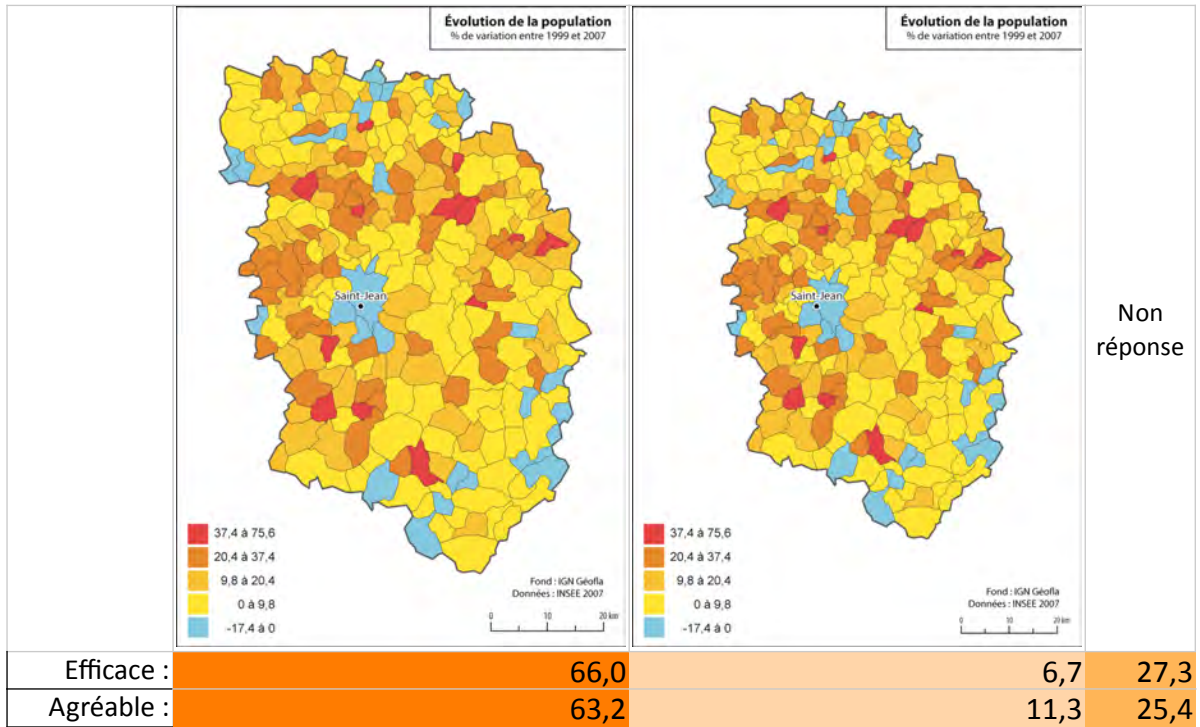 Évolution de la population
% de variation entre 1999 et 2007
Saint-Jean
37,4 à 75,6
20,4 à 37,4
9,8 à 20,4
0 à 9,8
-17,4 à 0
Fond : IGN Géofla
Données : INSEE 2007
0 10 20 km
Évolution de la population
% de variation entre 1999 et 2007
Saint-Jean
37,4 à 75,6
20,4 à 37,4
9,8 à 20,4
0 à 9,8
-17,4 à 0
Fond : IGN Géofla
Données : INSEE 2007
0 10 20 km
Non
réponse
Efficace : 66,0 6,7 27,3
Agréable : 63,2 11,3 25,4